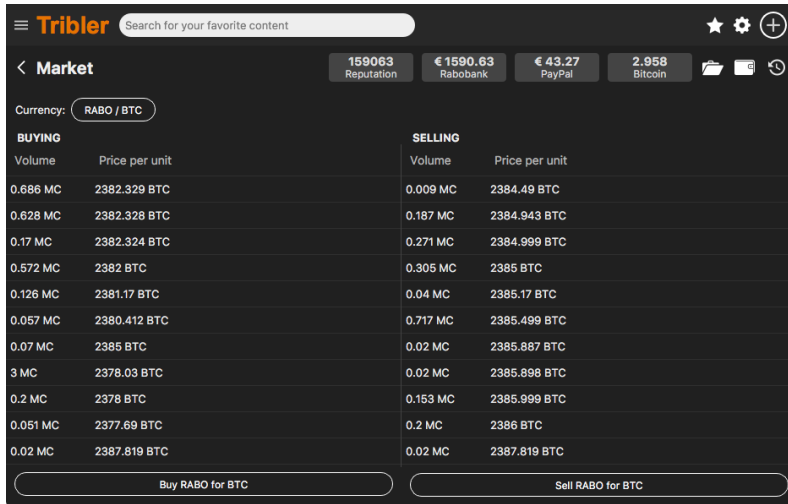 Tribler Search for your favorite content
Market
159063
Reputation
€ 1590.63
Rabobank
€ 43.27
PayPal
2.958
Bitcoin
Currency: RABO / BTC
BUYING
Volume Price per unit
0.686 MC 2382.329 BTC
0.628 MC 2382.328 BTC
0.17 MC 2382.324 BTC
0.572 MC 2382 BTC
0.126 MC 2381.17 BTC
0.057 MC 2380.412 BTC
0.07 MC 2385 BTC
3 MC 2378.03 BTC
0.2 MC 2378 BTC
0.051 MC 2377.69 BTC
0.02 MC 2387.819 BTC
Buy RABO for BTC
SELLING
Volume Price per unit
0.009 MC 2384.49 BTC
0.187 MC 2384.943 BTC
0.271 MC 2384.999 BTC
0.305 MC 2385 BTC
0.04 MC 2385.17 BTC
0.717 MC 2385.499 BTC
0.02 MC 2385.887 BTC
0.02 MC 2385.898 BTC
0.153 MC 2385.999 BTC
0.2 MC 2386 BTC
0.02 MC 2387.819 BTC
Sell RABO for BTC